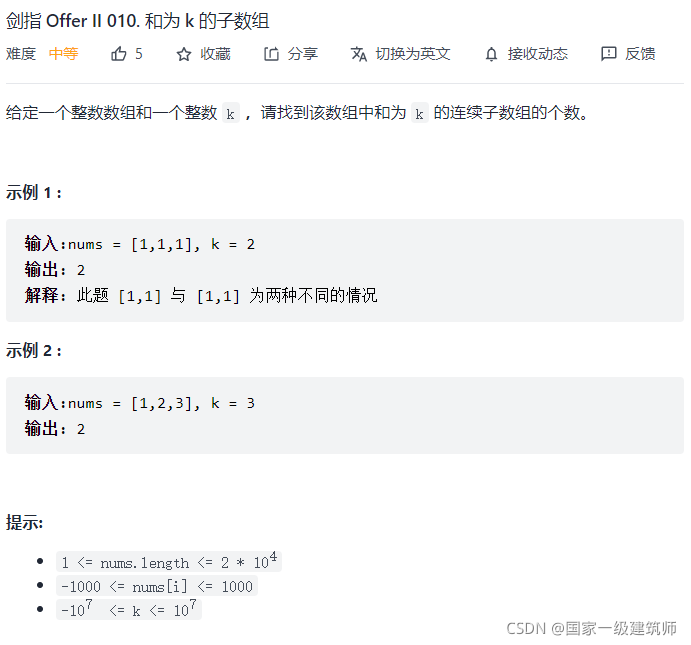 剑指 Offer II 010. 和为 k 的子数组
难度 中等 5 收藏 分享 切换为英文 接收动态 反馈
给定一个整数数组和一个整数 k ，请找到该数组中和为 k 的连续子数组的个数。
示例 1：
输入:nums = [1,1,1], k = 2
输出: 2
解释: 此题 [1,1] 与 [1,1] 为两种不同的情况
示例 2：
输入:nums = [1,2,3], k = 3
输出: 2
提示:
1 <= nums.length <= 2 * 10^4
-1000 <= nums[i] <= 1000
-10^7 <= k <= 10^7
CSDN @国家一级建筑师